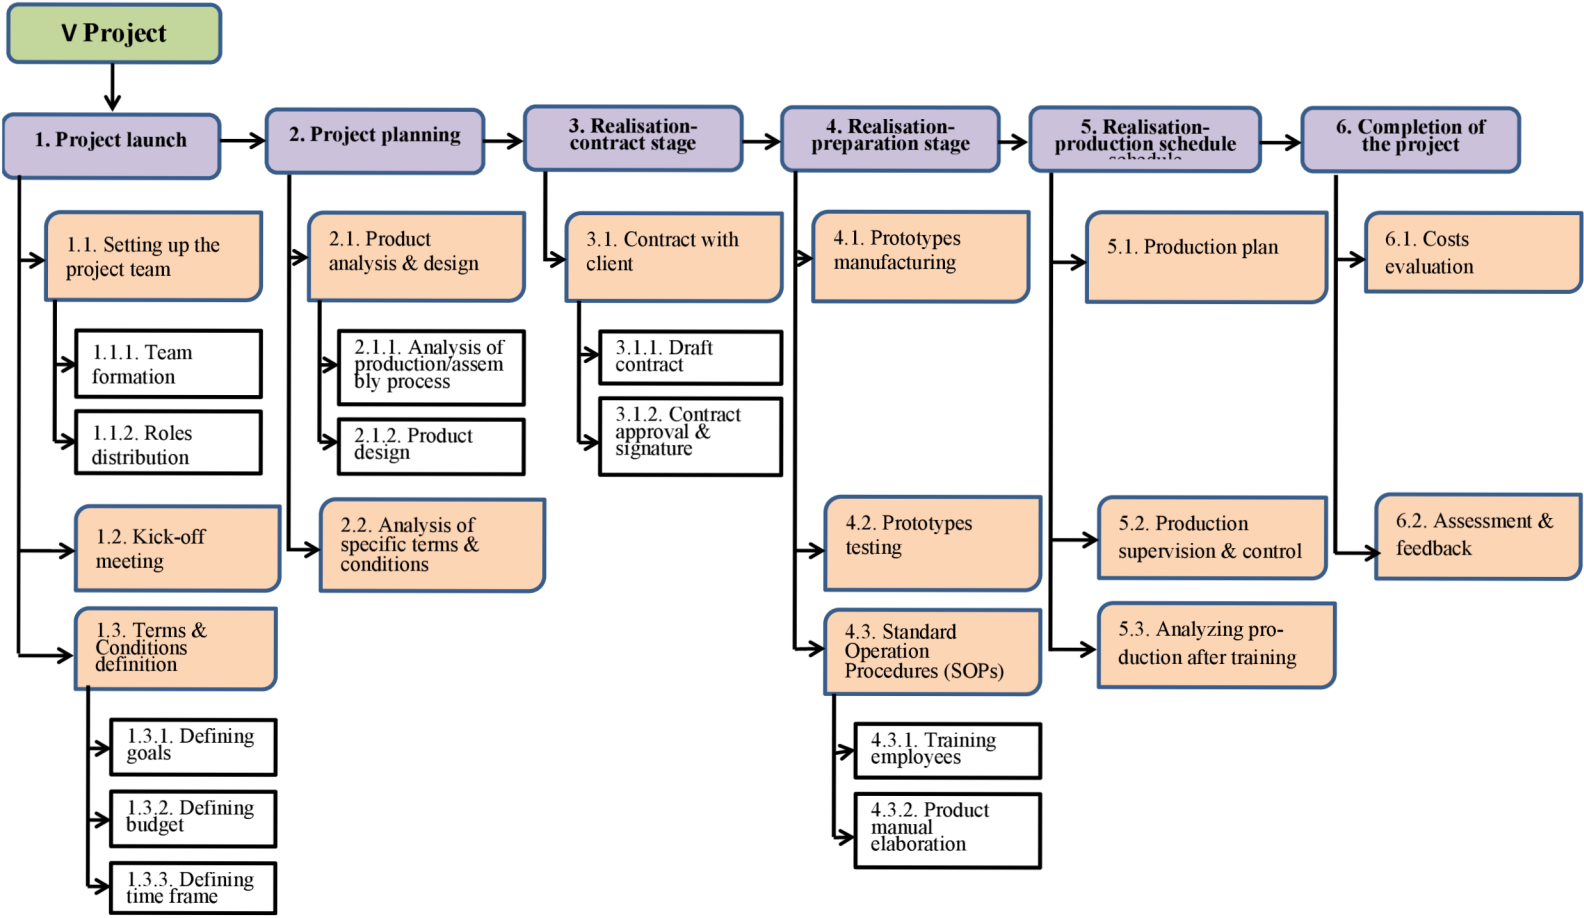 V Project
1. Project launch
1.1. Setting up the
project team
1.1.1. Team
formation
1.1.2. Roles
distribution
1.2. Kick-off
meeting
1.3. Terms &
Conditions
definition
1.3.1. Defining
goals
1.3.2. Defining
budget
1.3.3. Defining
time frame
2. Project planning
2.1. Product
analysis & design
2.1.1. Analysis of
production/assem
bly process
2.1.2. Product
design
2.2. Analysis of
specific terms &
conditions
3. Realisation-
contract stage
3.1. Contract with
client
3.1.1. Draft
contract
3.1.2. Contract
approval &
signature
4. Realisation-
preparation stage
4.1. Prototypes
manufacturing
4.2. Prototypes
testing
4.3. Standard
Operation
Procedures (SOPs)
4.3.1. Training
employees
4.3.2. Product
manual
elaboration
5. Realisation-
production schedule
schedule
5.1. Production plan
5.2. Production
supervision & control
5.3. Analyzing pro-
duction after training
6. Completion of
the project
6.1. Costs
evaluation
6.2. Assessment &
feedback